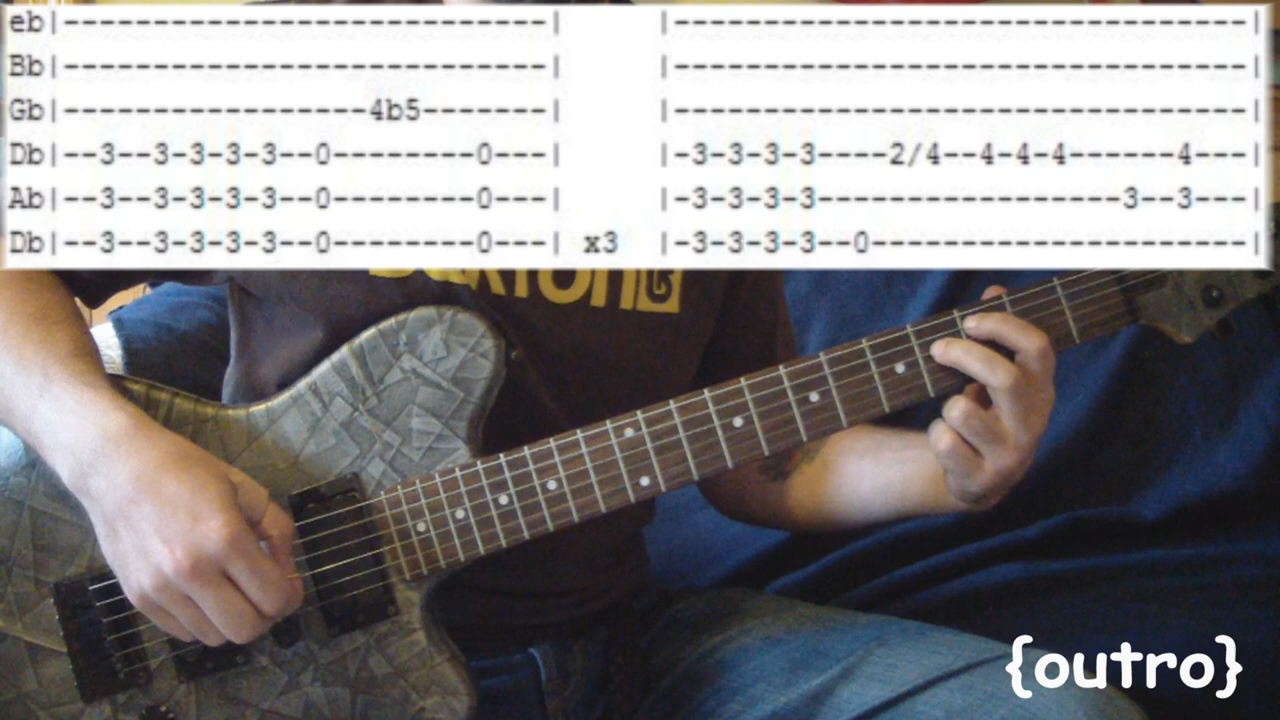 eb|---------------------------|     |--------------------------------|
Bb|---------------------------|     |--------------------------------|
Gb|-----------------4b5-------|     |--------------------------------|
Db|--3--3-3-3-3--0--------0---|     |-3-3-3-3----2/4--4-4-4------4---|
Ab|--3--3-3-3-3--0--------0---|     |-3-3-3-3-----------------3--3---|
Db|--3--3-3-3-3--0--------0---| x3  |-3-3-3-3--0---------------------|
{outro}